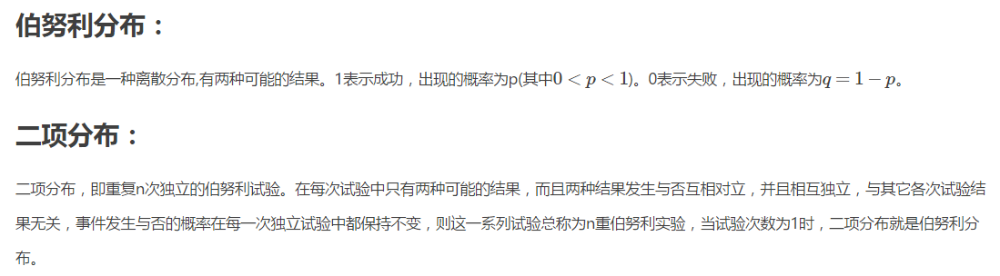 伯努利分布：
伯努利分布是一种离散分布,有两种可能的结果。1表示成功，出现的概率为p(其中0 < p < 1)。0表示失败，出现的概率为q = 1 − p。
二项分布：
二项分布，即重复n次独立的伯努利试验。在每次试验中只有两种可能的结果，而且两种结果发生与否互相对立，并且相互独立，与其它各次试验结
果无关，事件发生与否的概率在每一次独立试验中都保持不变，则这一系列试验总称为n重伯努利实验，当试验次数为1时，二项分布就是伯努利分
布。